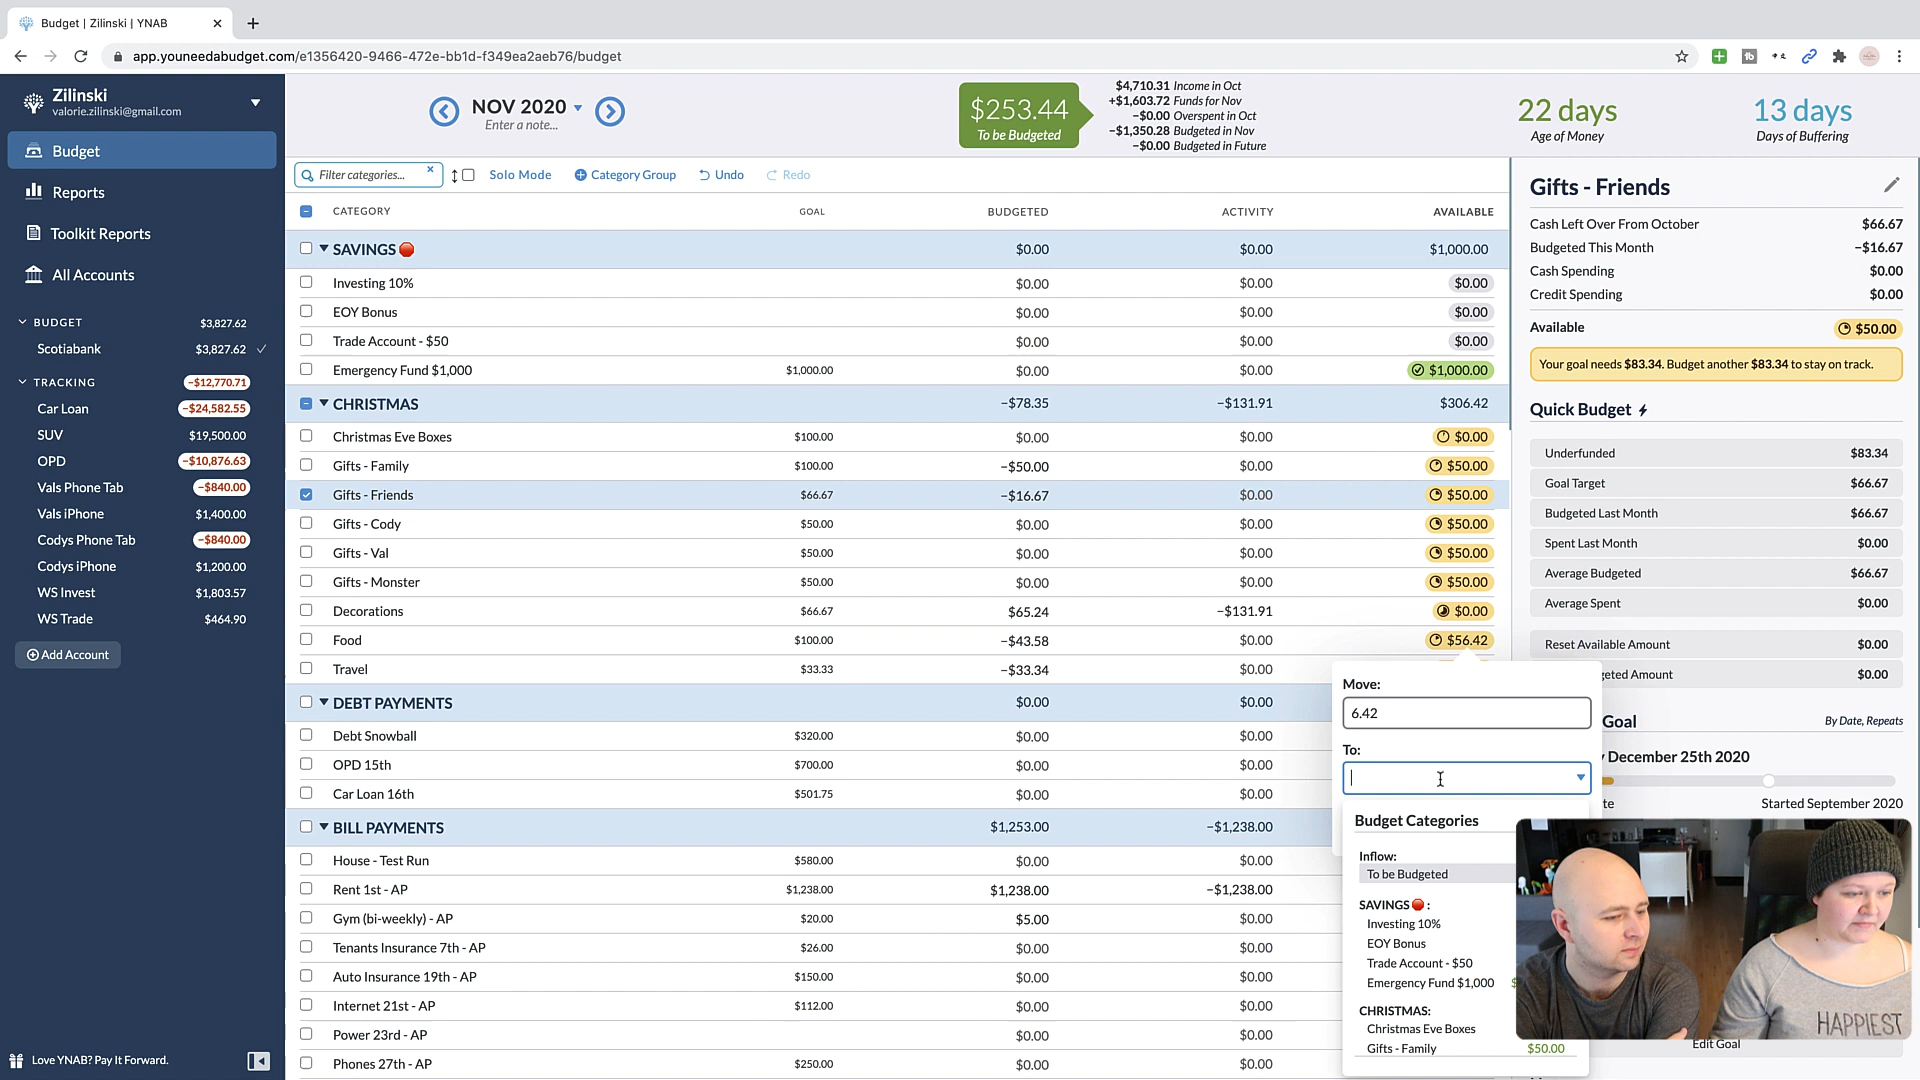 Budget | Zilinski | YNAB
app.youneedabudget.com/e1356420-9466-472e-bb1d-f349ea2aeb76/budget
Zilinski
valorie.zilinski@gmail.com
Budget
Reports
Toolkit Reports
All Accounts
BUDGET $3,827.62
Scotiabank $3,827.62
TRACKING −$12,770.71
Car Loan −$24,582.55
SUV $19,500.00
OPD −$10,876.63
Vals Phone Tab −$840.00
Vals iPhone $1,400.00
Codys Phone Tab −$840.00
Codys iPhone $1,200.00
WS Invest $1,803.57
WS Trade $464.90
Add Account
Love YNAB? Pay It Forward.
NOV 2020
Enter a note...
$253.44
To be Budgeted
$4,710.31 Income in Oct
+$1,603.72 Funds for Nov
−$0.00 Overspent in Oct
−$1,350.28 Budgeted in Nov
−$0.00 Budgeted in Future
22 days
Age of Money
13 days
Days of Buffering
Filter categories... Solo Mode Category Group Undo Redo
CATEGORY GOAL BUDGETED ACTIVITY AVAILABLE
SAVINGS $0.00 $0.00 $1,000.00
Investing 10% $0.00 $0.00 $0.00
EOY Bonus $0.00 $0.00 $0.00
Trade Account - $50 $0.00 $0.00 $0.00
Emergency Fund $1,000 $1,000.00 $0.00 $0.00 $1,000.00
CHRISTMAS −$78.35 −$131.91 $306.42
Christmas Eve Boxes $100.00 $0.00 $0.00 $0.00
Gifts - Family $100.00 −$50.00 $0.00 $50.00
Gifts - Friends $66.67 −$16.67 $0.00 $50.00
Gifts - Cody $50.00 $0.00 $0.00 $50.00
Gifts - Val $50.00 $0.00 $0.00 $50.00
Gifts - Monster $50.00 $0.00 $0.00 $50.00
Decorations $66.67 $65.24 −$131.91 $0.00
Food $100.00 −$43.58 $0.00 $56.42
Travel $33.33 −$33.34 $0.00
DEBT PAYMENTS $0.00 $0.00
Debt Snowball $320.00 $0.00 $0.00
OPD 15th $700.00 $0.00 $0.00
Car Loan 16th $501.75 $0.00 $0.00
BILL PAYMENTS $1,253.00 −$1,238.00
House - Test Run $580.00 $0.00 $0.00
Rent 1st - AP $1,238.00 $1,238.00 −$1,238.00
Gym (bi-weekly) - AP $20.00 $5.00 $0.00
Tenants Insurance 7th - AP $26.00 $0.00 $0.00
Auto Insurance 19th - AP $150.00 $0.00 $0.00
Internet 21st - AP $112.00 $0.00 $0.00
Power 23rd - AP $0.00 $0.00
Phones 27th - AP $250.00 $0.00 $0.00
Move:
6.42
To:
Budget Categories
Inflow:
To be Budgeted
SAVINGS :
Investing 10%
EOY Bonus
Trade Account - $50
Emergency Fund $1,000 $
CHRISTMAS:
Christmas Eve Boxes
Gifts - Family $50.00
Gifts - Friends
Cash Left Over From October $66.67
Budgeted This Month −$16.67
Cash Spending $0.00
Credit Spending $0.00
Available $50.00
Your goal needs $83.34. Budget another $83.34 to stay on track.
Quick Budget
Underfunded $83.34
Goal Target $66.67
Budgeted Last Month $66.67
Spent Last Month $0.00
Average Budgeted $66.67
Average Spent $0.00
Reset Available Amount $0.00
geted Amount $0.00
Goal By Date, Repeats
December 25th 2020
te Started September 2020
HAPPIEST
Edit Goal